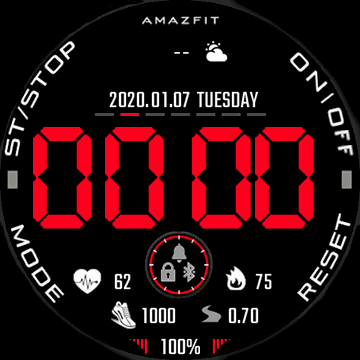 AMAZFIT
--
ST/STOP
ON|OFF
2020.01.07 TUESDAY
00 00
MODE
RESET
62
75
1000
0.70
100%